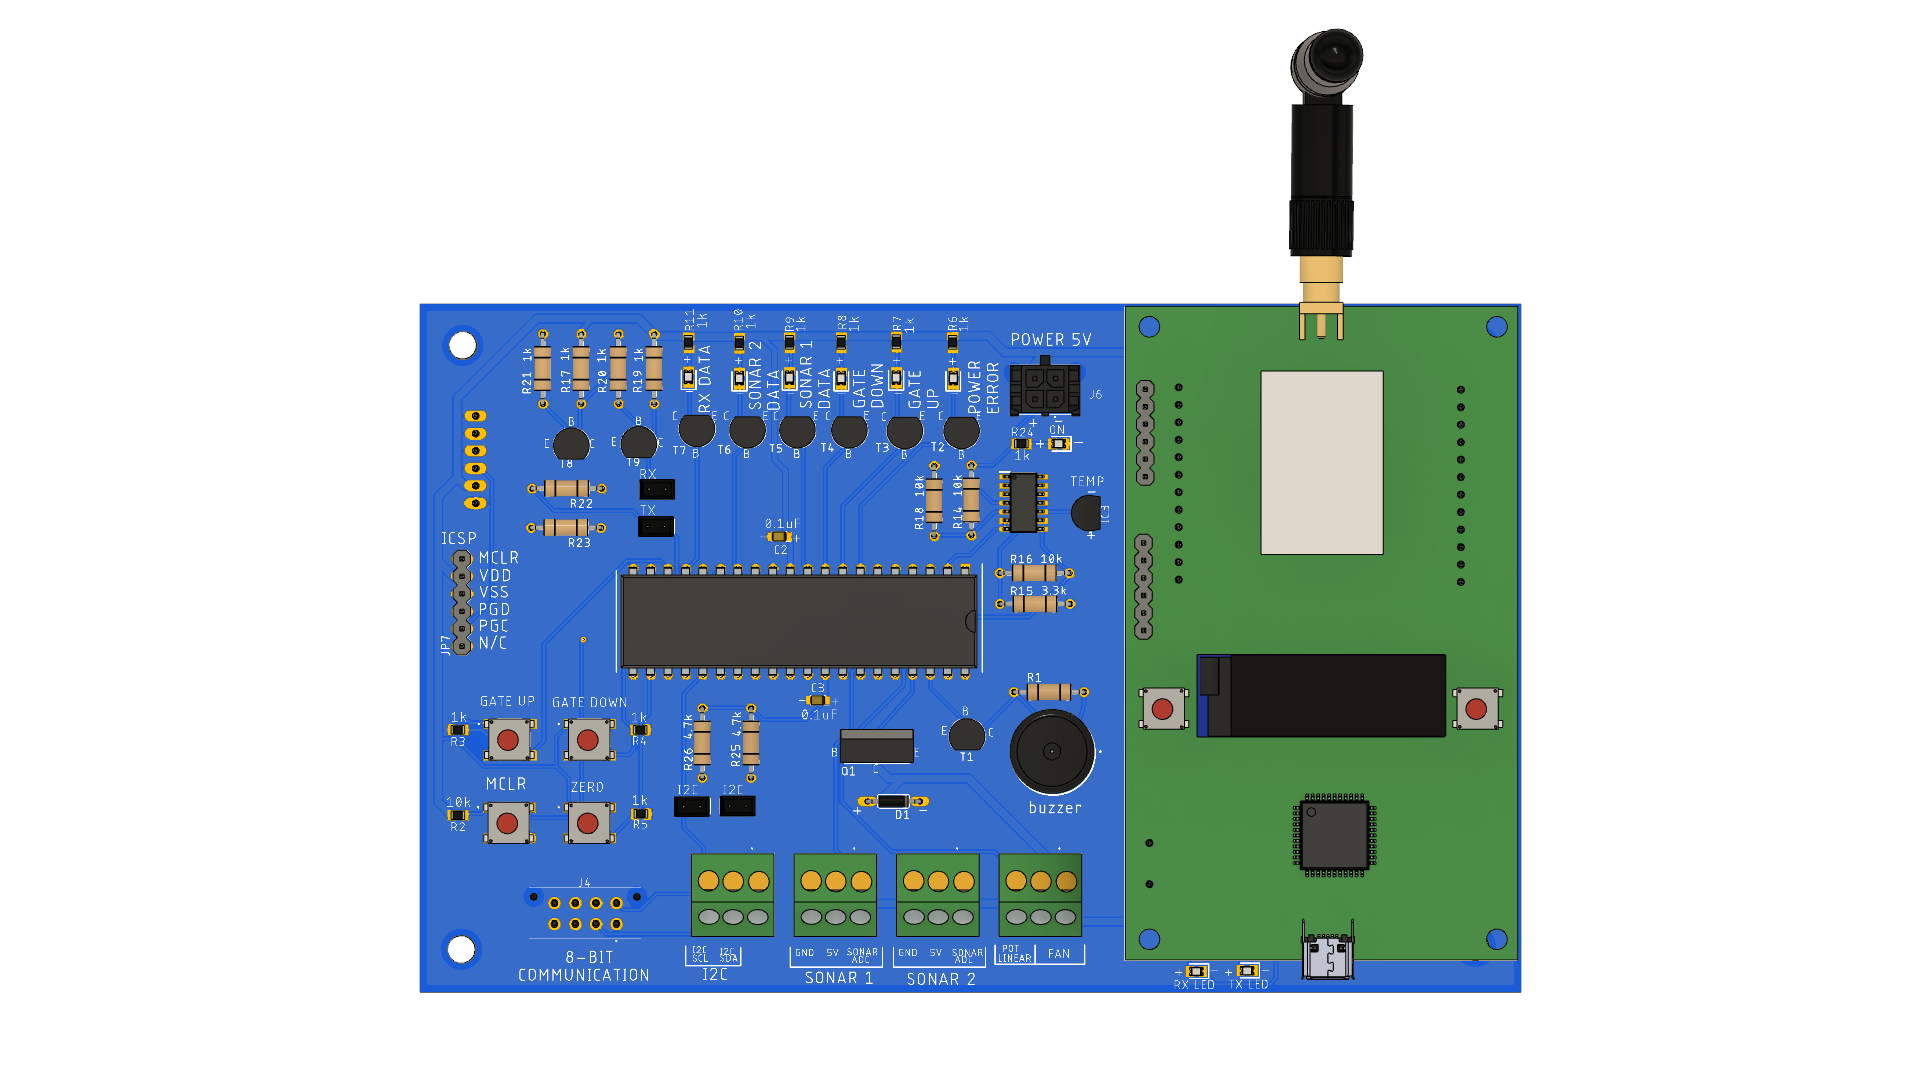 R11 1k
R10 1k
R9 1k
R8 1k
R7 1k
R6 1k
POWER 5V
R21 1k
R17 1k
R20 1k
R19 1k
RX DATA
SONAR 2
DATA
SONAR 1
DATA
GATE
DOWN
GATE
UP
POWER
ERROR
J6
+ -
C E
C E
C E
C E
C E
C E
B
B
E C
E C
T8
T9
T7
T6
T5
T4
T3
T2
B
B
B
B
B
B
R24
1k
ON
+ -
RX
TX
R22
R23
R18 10k
R14 10k
TEMP
-
+
0.1uF
C2
+
ICSP
MCLR
VDD
VSS
PGD
PGC
N/C
JP7
R16 10k
R15 3.3k
GATE UP
GATE DOWN
1k
R3
1k
R4
MCLR
ZERO
10k
R2
1k
R5
C3
0.1uF
R26 4.7k
R25 4.7k
R1
B
E C
T1
B E
Q1
C
I2C
I2C
+ -
D1
buzzer
J4
8-BIT
COMMUNICATION
I2C
SCL
I2C
SDA
I2C
GND 5V SONAR
ADC
SONAR 1
GND 5V SONAR
ADC
SONAR 2
POT
LINEAR
FAN
+ -
RX LED
+ -
TX LED